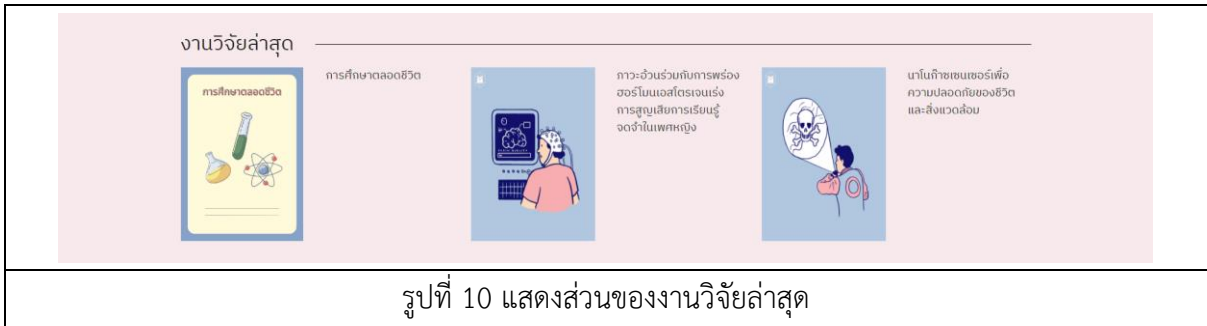 งานวิจัยล่าสุด
การศึกษาตลอดชีวิต
การศึกษาตลอดชีวิต
ภาวะอ้วนร่วมกับการพร่อง
ฮอร์โมนเอสโตรเจนเร่ง
การสูญเสียการเรียนรู้
จดจำในเพศหญิง
นาโนก๊าซเซนเซอร์เพื่อ
ความปลอดภัยของชีวิต
และสิ่งแวดล้อม
รูปที่ 10 แสดงส่วนของงานวิจัยล่าสุด